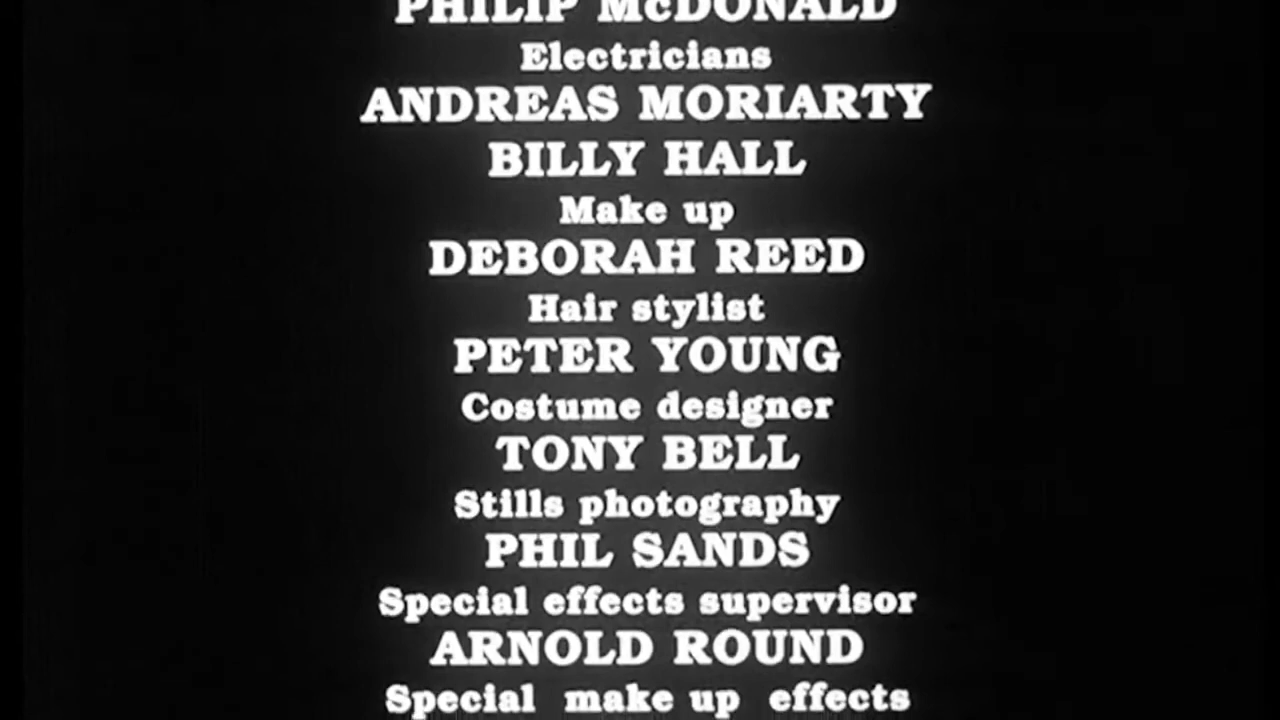 PHILIP McDONALD
Electricians
ANDREAS MORIARTY
BILLY HALL
Make up
DEBORAH REED
Hair stylist
PETER YOUNG
Costume designer
TONY BELL
Stills photography
PHIL SANDS
Special effects supervisor
ARNOLD ROUND
Special make up effects